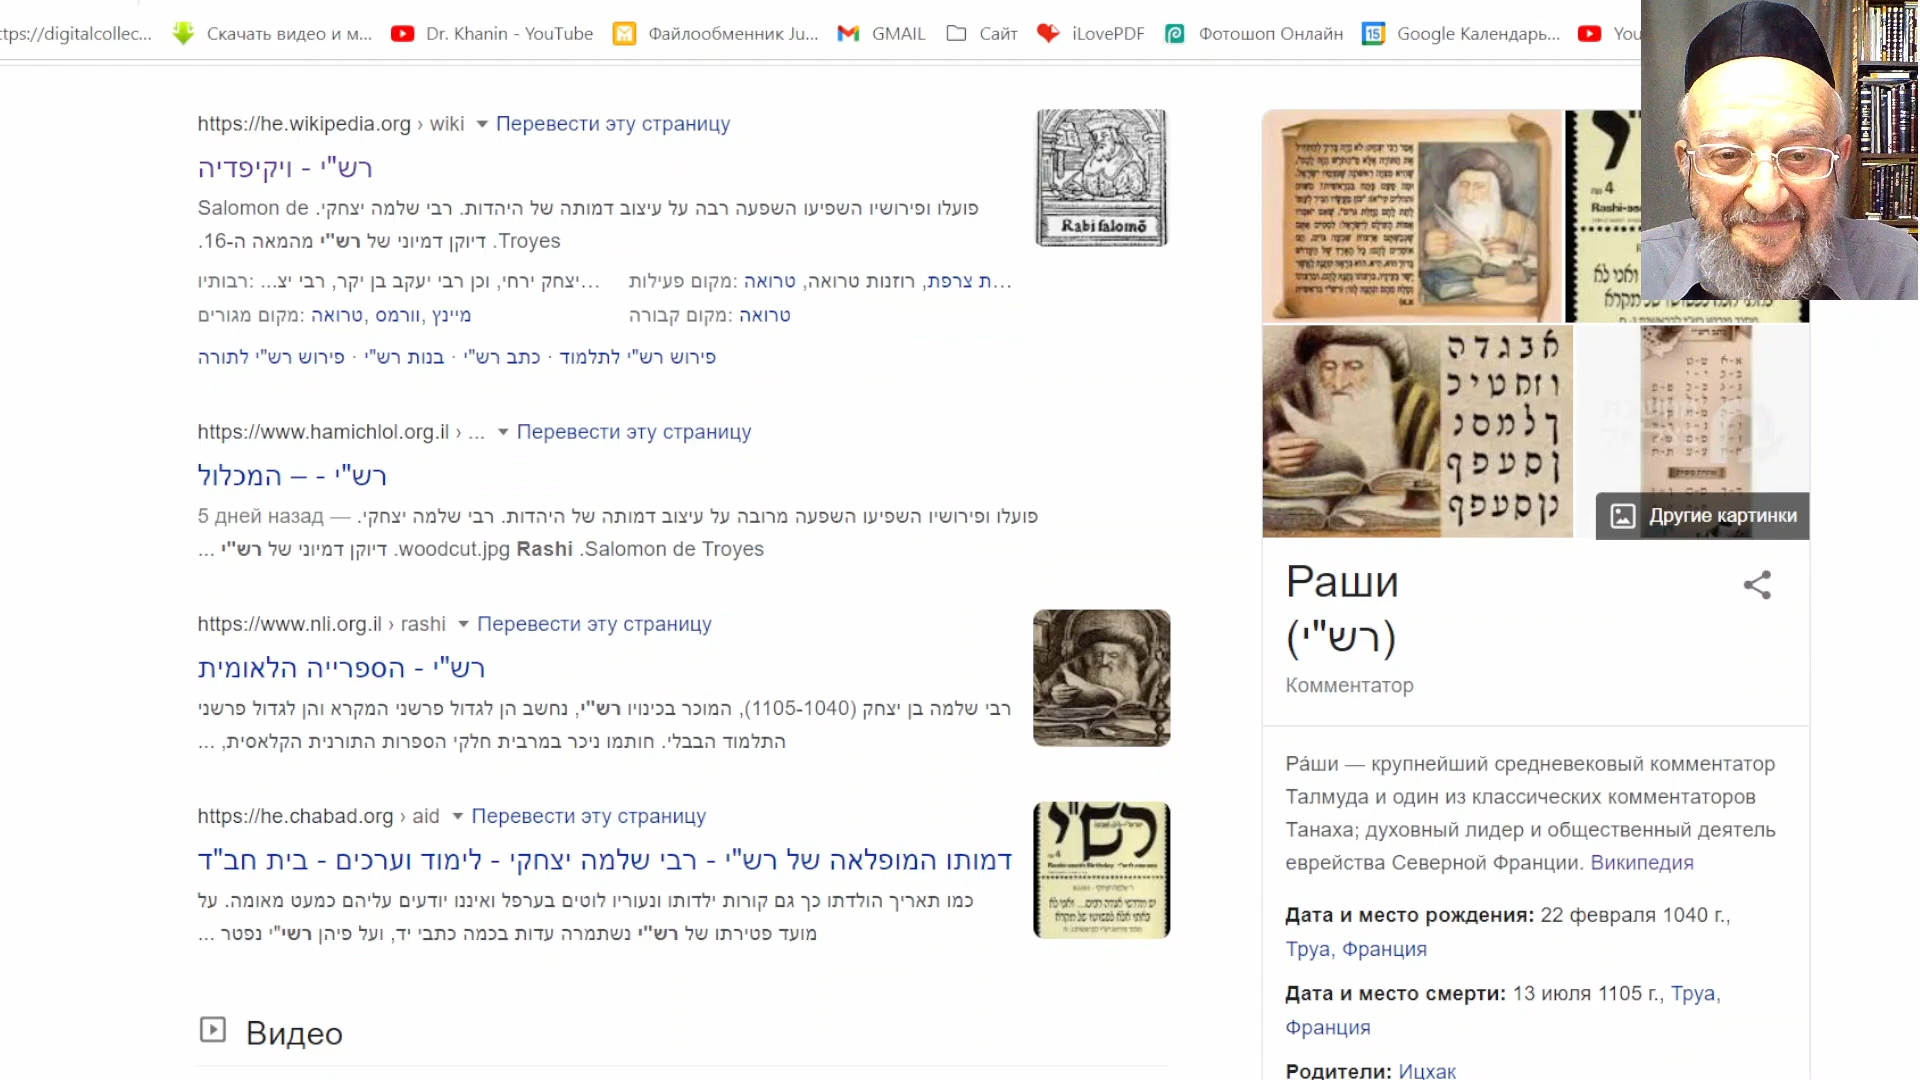 ttps://digitalcollec... Скачать видео и м... Dr. Khanin - YouTube Файлообменник Ju... GMAIL Сайт iLovePDF Фотошоп Онлайн 15 Google Календарь... You
https://he.wikipedia.org › wiki Перевести эту страницу
רש"י - ויקיפדיה
פועלו ופירושיו השפיעו השפעה רבה על עיצוב דמותה של היהדות. רבי שלמה יצחקי. Salomon de
Troyes. דיוקן דמיוני של רש"י מהמאה ה-16.
רבותיו: ...יצחק ירחי, וכן רבי יעקב בן יקר, רבי יצ...
מקום פעילות: טרואה, רוזנות טרואה, ת צרפת...
מקום מגורים: טרואה, וורמס, מיינץ
מקום קבורה: טרואה
פירוש רש"י לתורה · בנות רש"י · כתב רש"י · פירוש רש"י לתלמוד
https://www.hamichlol.org.il › ... Перевести эту страницу
רש"י - – המכלול
5 дней назад — פועלו ופירושיו השפיעו השפעה מרובה על עיצוב דמותה של היהדות. רבי שלמה יצחקי.
Salomon de Troyes. Rashi woodcut.jpg. דיוקן דמיוני של רש"י ...
https://www.nli.org.il › rashi Перевести эту страницу
רש"י - הספרייה הלאומית
רבי שלמה בן יצחק (1105-1040), המוכר בכינויו רש"י, נחשב הן לגדול פרשני המקרא והן לגדול פרשני
התלמוד הבבלי. חותמו ניכר במרבית חלקי הספרות התורנית הקלאסית, ...
https://he.chabad.org › aid Перевести эту страницу
דמותו המופלאה של רש"י - רבי שלמה יצחקי - לימוד וערכים - בית חב"ד
כמו תאריך הולדתו כך גם קורות ילדותו ונעוריו לוטים בערפל ואיננו יודעים עליהם כמעט מאומה. על
מועד פטירתו של רש"י נשתמרה עדות בכמה כתבי יד, ועל פיהן רשי"י נפטר ...
Видео
Rabi salomõ
רש"י
4
Rashi-
א ב ג ד ה
ו ז ח ט י כ
ך ל מ ס נ
ן ס ע פ ף
Другие картинки
Раши
(רש"י)
Комментатор
Ра́ши — крупнейший средневековый комментатор
Талмуда и один из классических комментаторов
Танаха; духовный лидер и общественный деятель
еврейства Северной Франции. Википедия
Дата и место рождения: 22 февраля 1040 г.,
Труа, Франция
Дата и место смерти: 13 июля 1105 г., Труа,
Франция
Родители: Ицхак